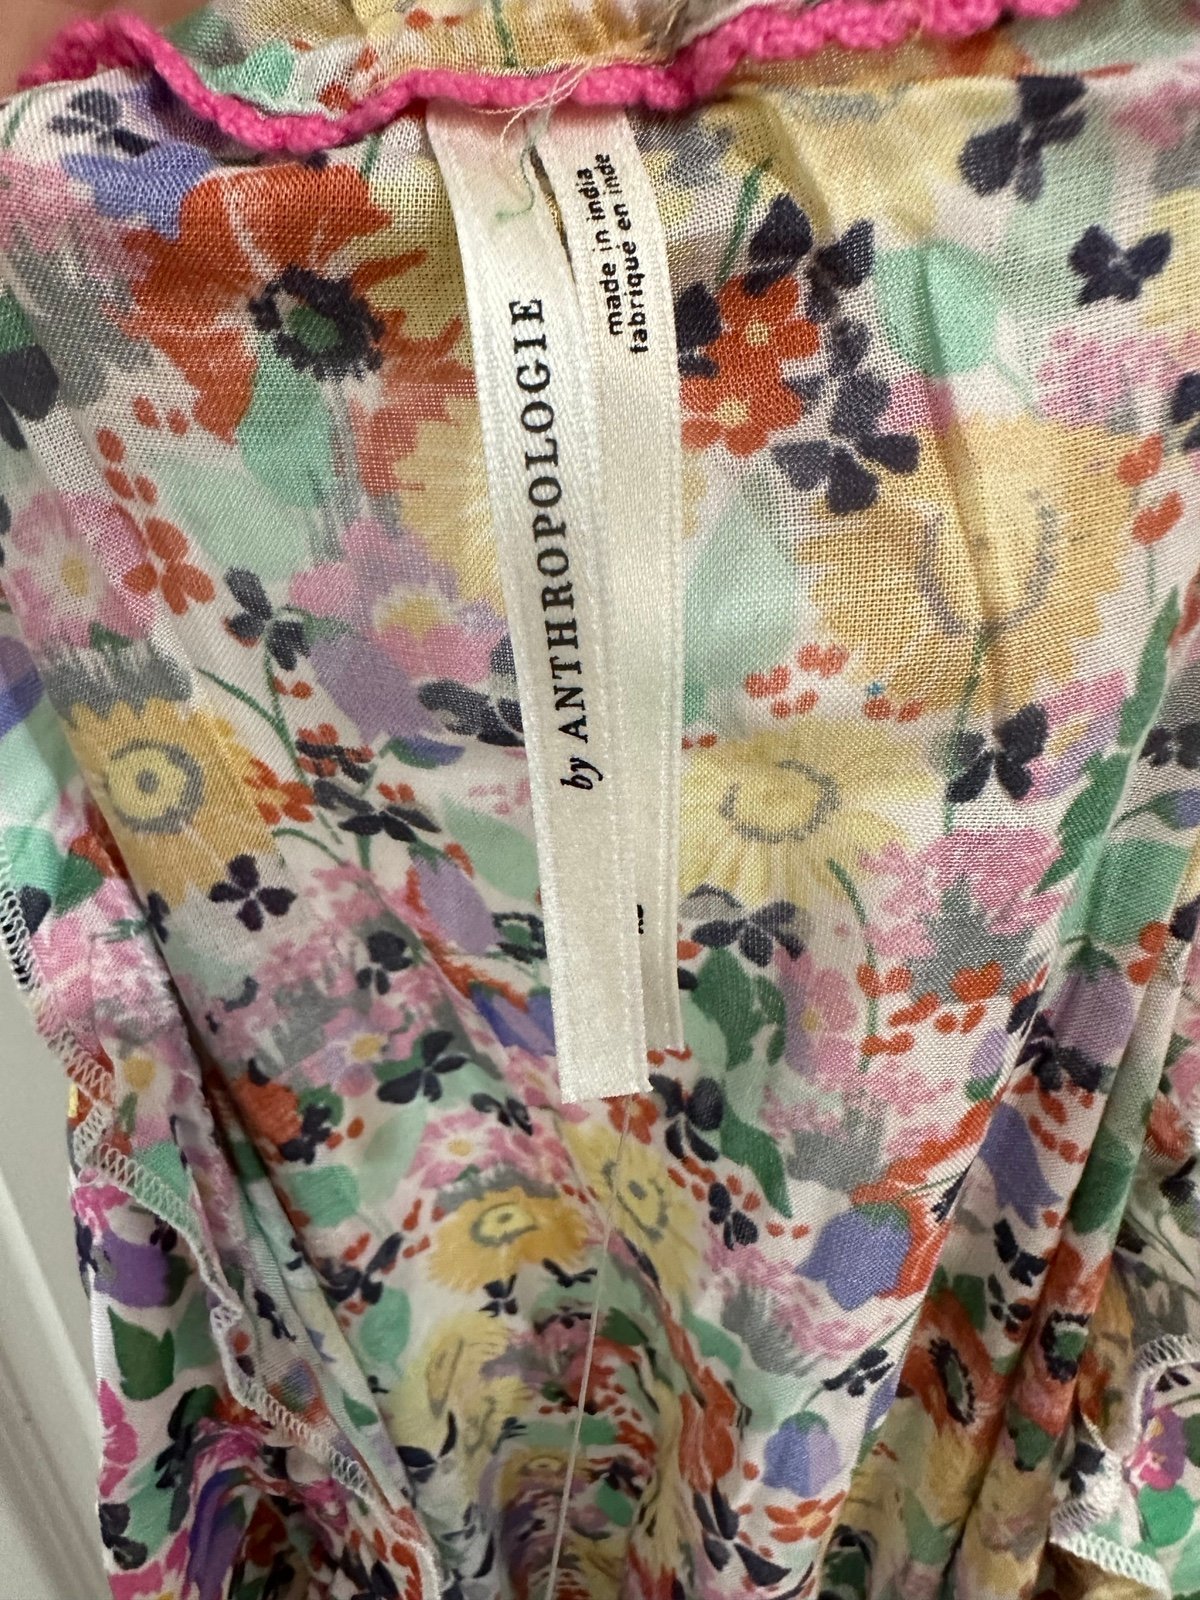 by ANTHROPOLOGIE
made in india
fabriqué en inde